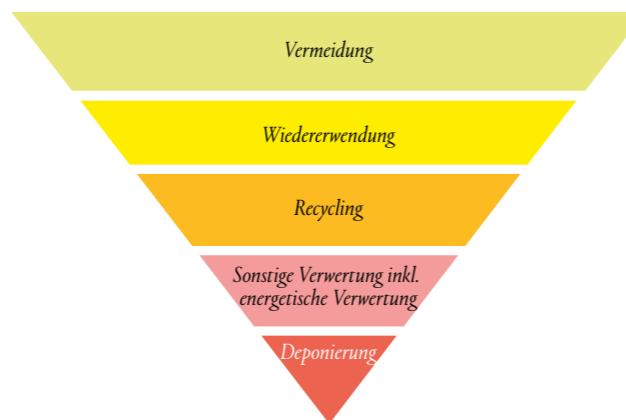 Vermeidung
Wiedererwendung
Recycling
Sonstige Verwertung inkl.
energetische Verwertung
Deponierung